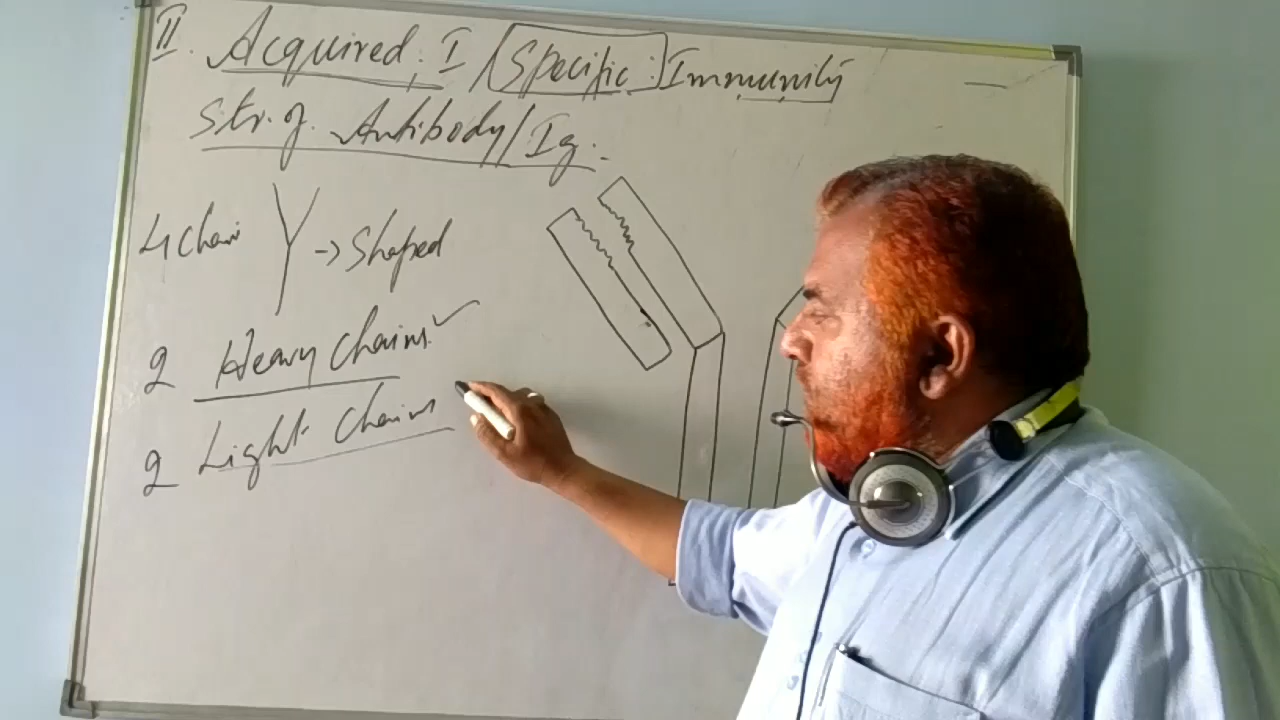 II. Acquired. I / Specific: Immunity
Str. of. Antibody/Ig.
4 Chain Y → Shaped
2 Heavy Chains ✓
2 Light Chains